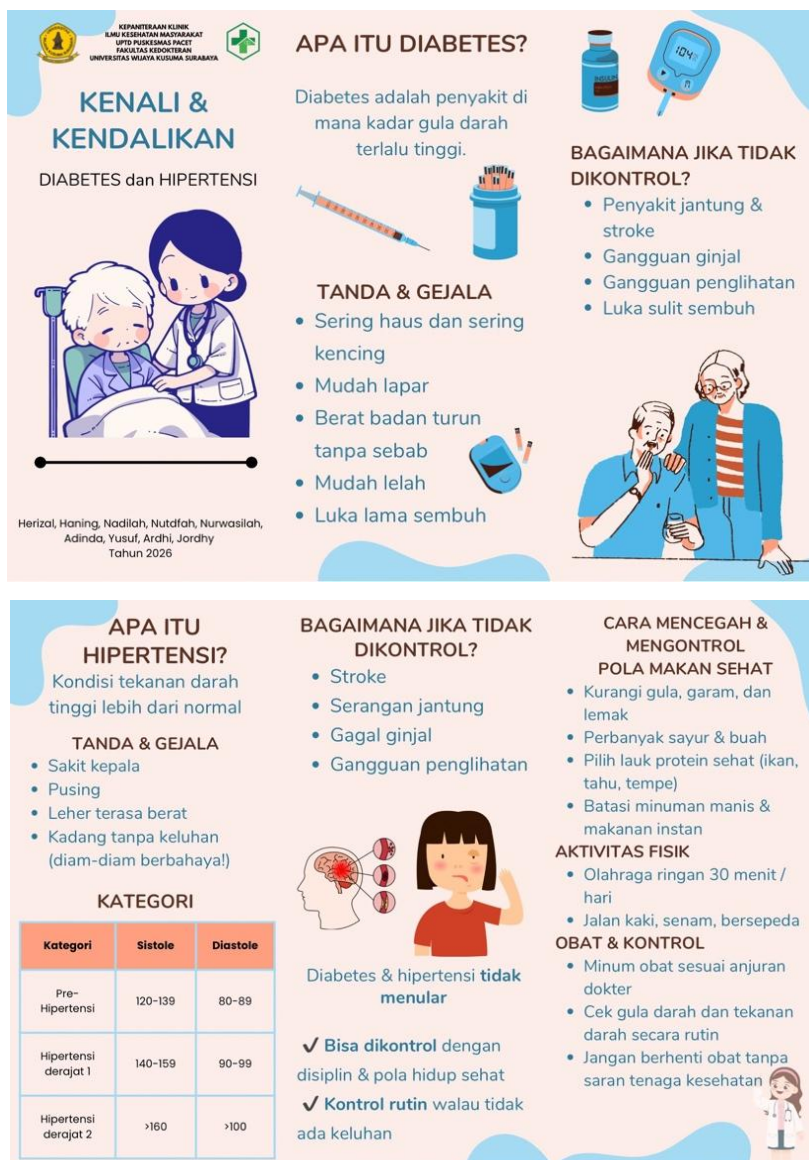 KEPANITERAAN KLINIK
ILMU KESEHATAN MASYARAKAT
UPTD PUSKESMAS PACET
FAKULTAS KEDOKTERAN
UNIVERSITAS WIJAYA KUSUMA SURABAYA
KENALI &
KENDALIKAN
DIABETES dan HIPERTENSI
Herizal, Haning, Nadilah, Nutdfah, Nurwasilah,
Adinda, Yusuf, Ardhi, Jordhy
Tahun 2026
APA ITU DIABETES?
Diabetes adalah penyakit di
mana kadar gula darah
terlalu tinggi.
TANDA & GEJALA
• Sering haus dan sering
kencing
• Mudah lapar
• Berat badan turun
tanpa sebab
• Mudah lelah
• Luka lama sembuh
INSULIN
104
BAGAIMANA JIKA TIDAK
DIKONTROL?
• Penyakit jantung &
stroke
• Gangguan ginjal
• Gangguan penglihatan
• Luka sulit sembuh
APA ITU
HIPERTENSI?
Kondisi tekanan darah
tinggi lebih dari normal
TANDA & GEJALA
• Sakit kepala
• Pusing
• Leher terasa berat
• Kadang tanpa keluhan
(diam-diam berbahaya!)
KATEGORI
Kategori Sistole Diastole
Pre-
Hipertensi 120-139 80-89
Hipertensi
derajat 1 140-159 90-99
Hipertensi
derajat 2 >160 >100
BAGAIMANA JIKA TIDAK
DIKONTROL?
• Stroke
• Serangan jantung
• Gagal ginjal
• Gangguan penglihatan
Diabetes & hipertensi tidak
menular
✓ Bisa dikontrol dengan
disiplin & pola hidup sehat
✓ Kontrol rutin walau tidak
ada keluhan
CARA MENCEGAH &
MENGONTROL
POLA MAKAN SEHAT
• Kurangi gula, garam, dan
lemak
• Perbanyak sayur & buah
• Pilih lauk protein sehat (ikan,
tahu, tempe)
• Batasi minuman manis &
makanan instan
AKTIVITAS FISIK
• Olahraga ringan 30 menit /
hari
• Jalan kaki, senam, bersepeda
OBAT & KONTROL
• Minum obat sesuai anjuran
dokter
• Cek gula darah dan tekanan
darah secara rutin
• Jangan berhenti obat tanpa
saran tenaga kesehatan